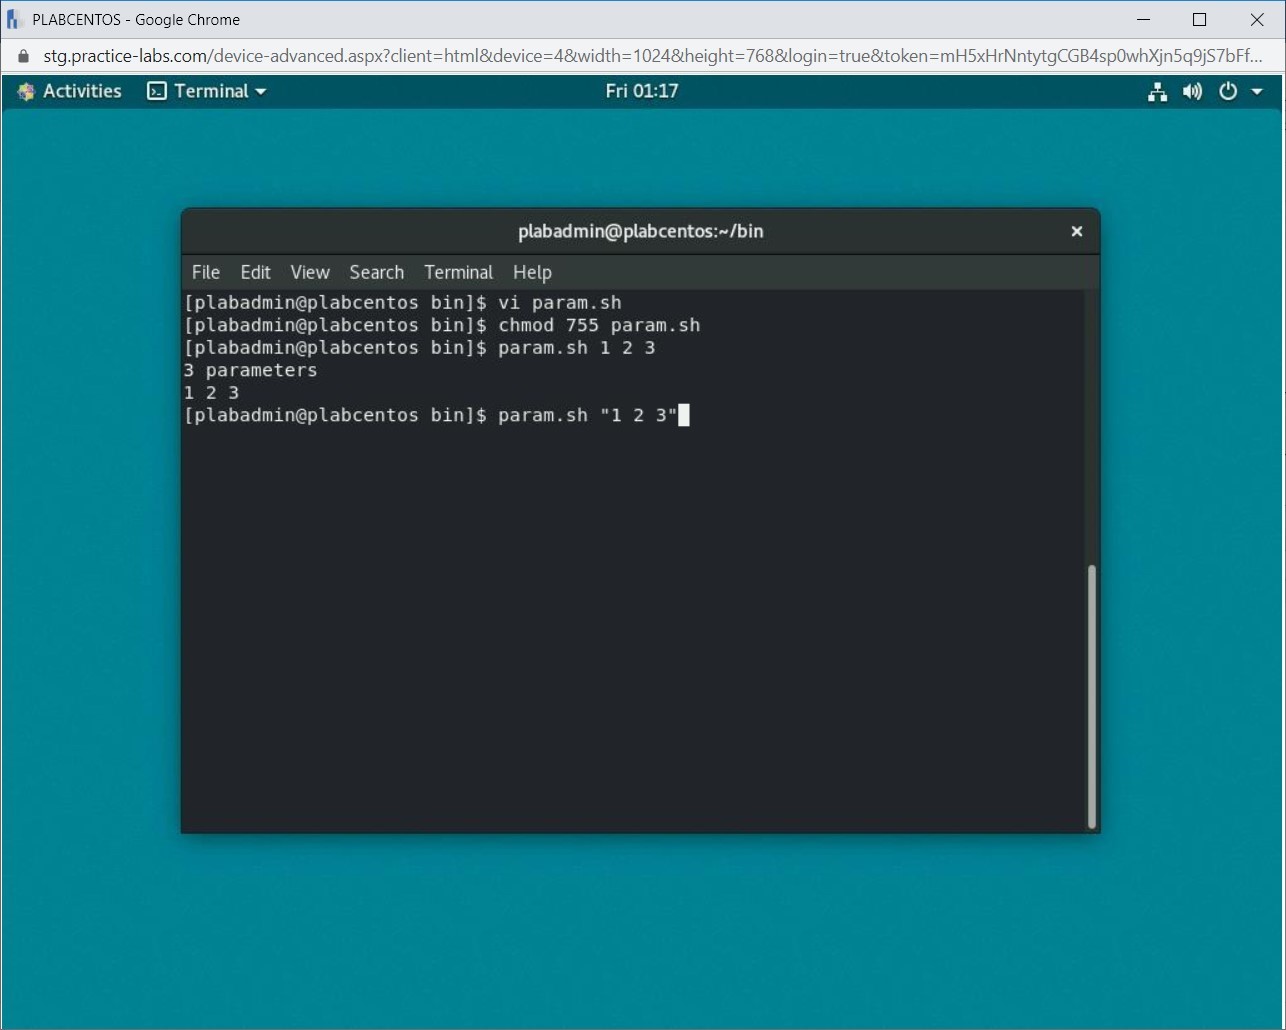 PLABCENTOS - Google Chrome
stg.practice-labs.com/device-advanced.aspx?client=html&device=4&width=1024&height=768&login=true&token=mH5xHrNntytgCGB4sp0whXjn5q9jS7bFf...
Activities Terminal Fri 01:17
plabadmin@plabcentos:~/bin
File Edit View Search Terminal Help
[plabadmin@plabcentos bin]$ vi param.sh
[plabadmin@plabcentos bin]$ chmod 755 param.sh
[plabadmin@plabcentos bin]$ param.sh 1 2 3
3 parameters
1 2 3
[plabadmin@plabcentos bin]$ param.sh "1 2 3"